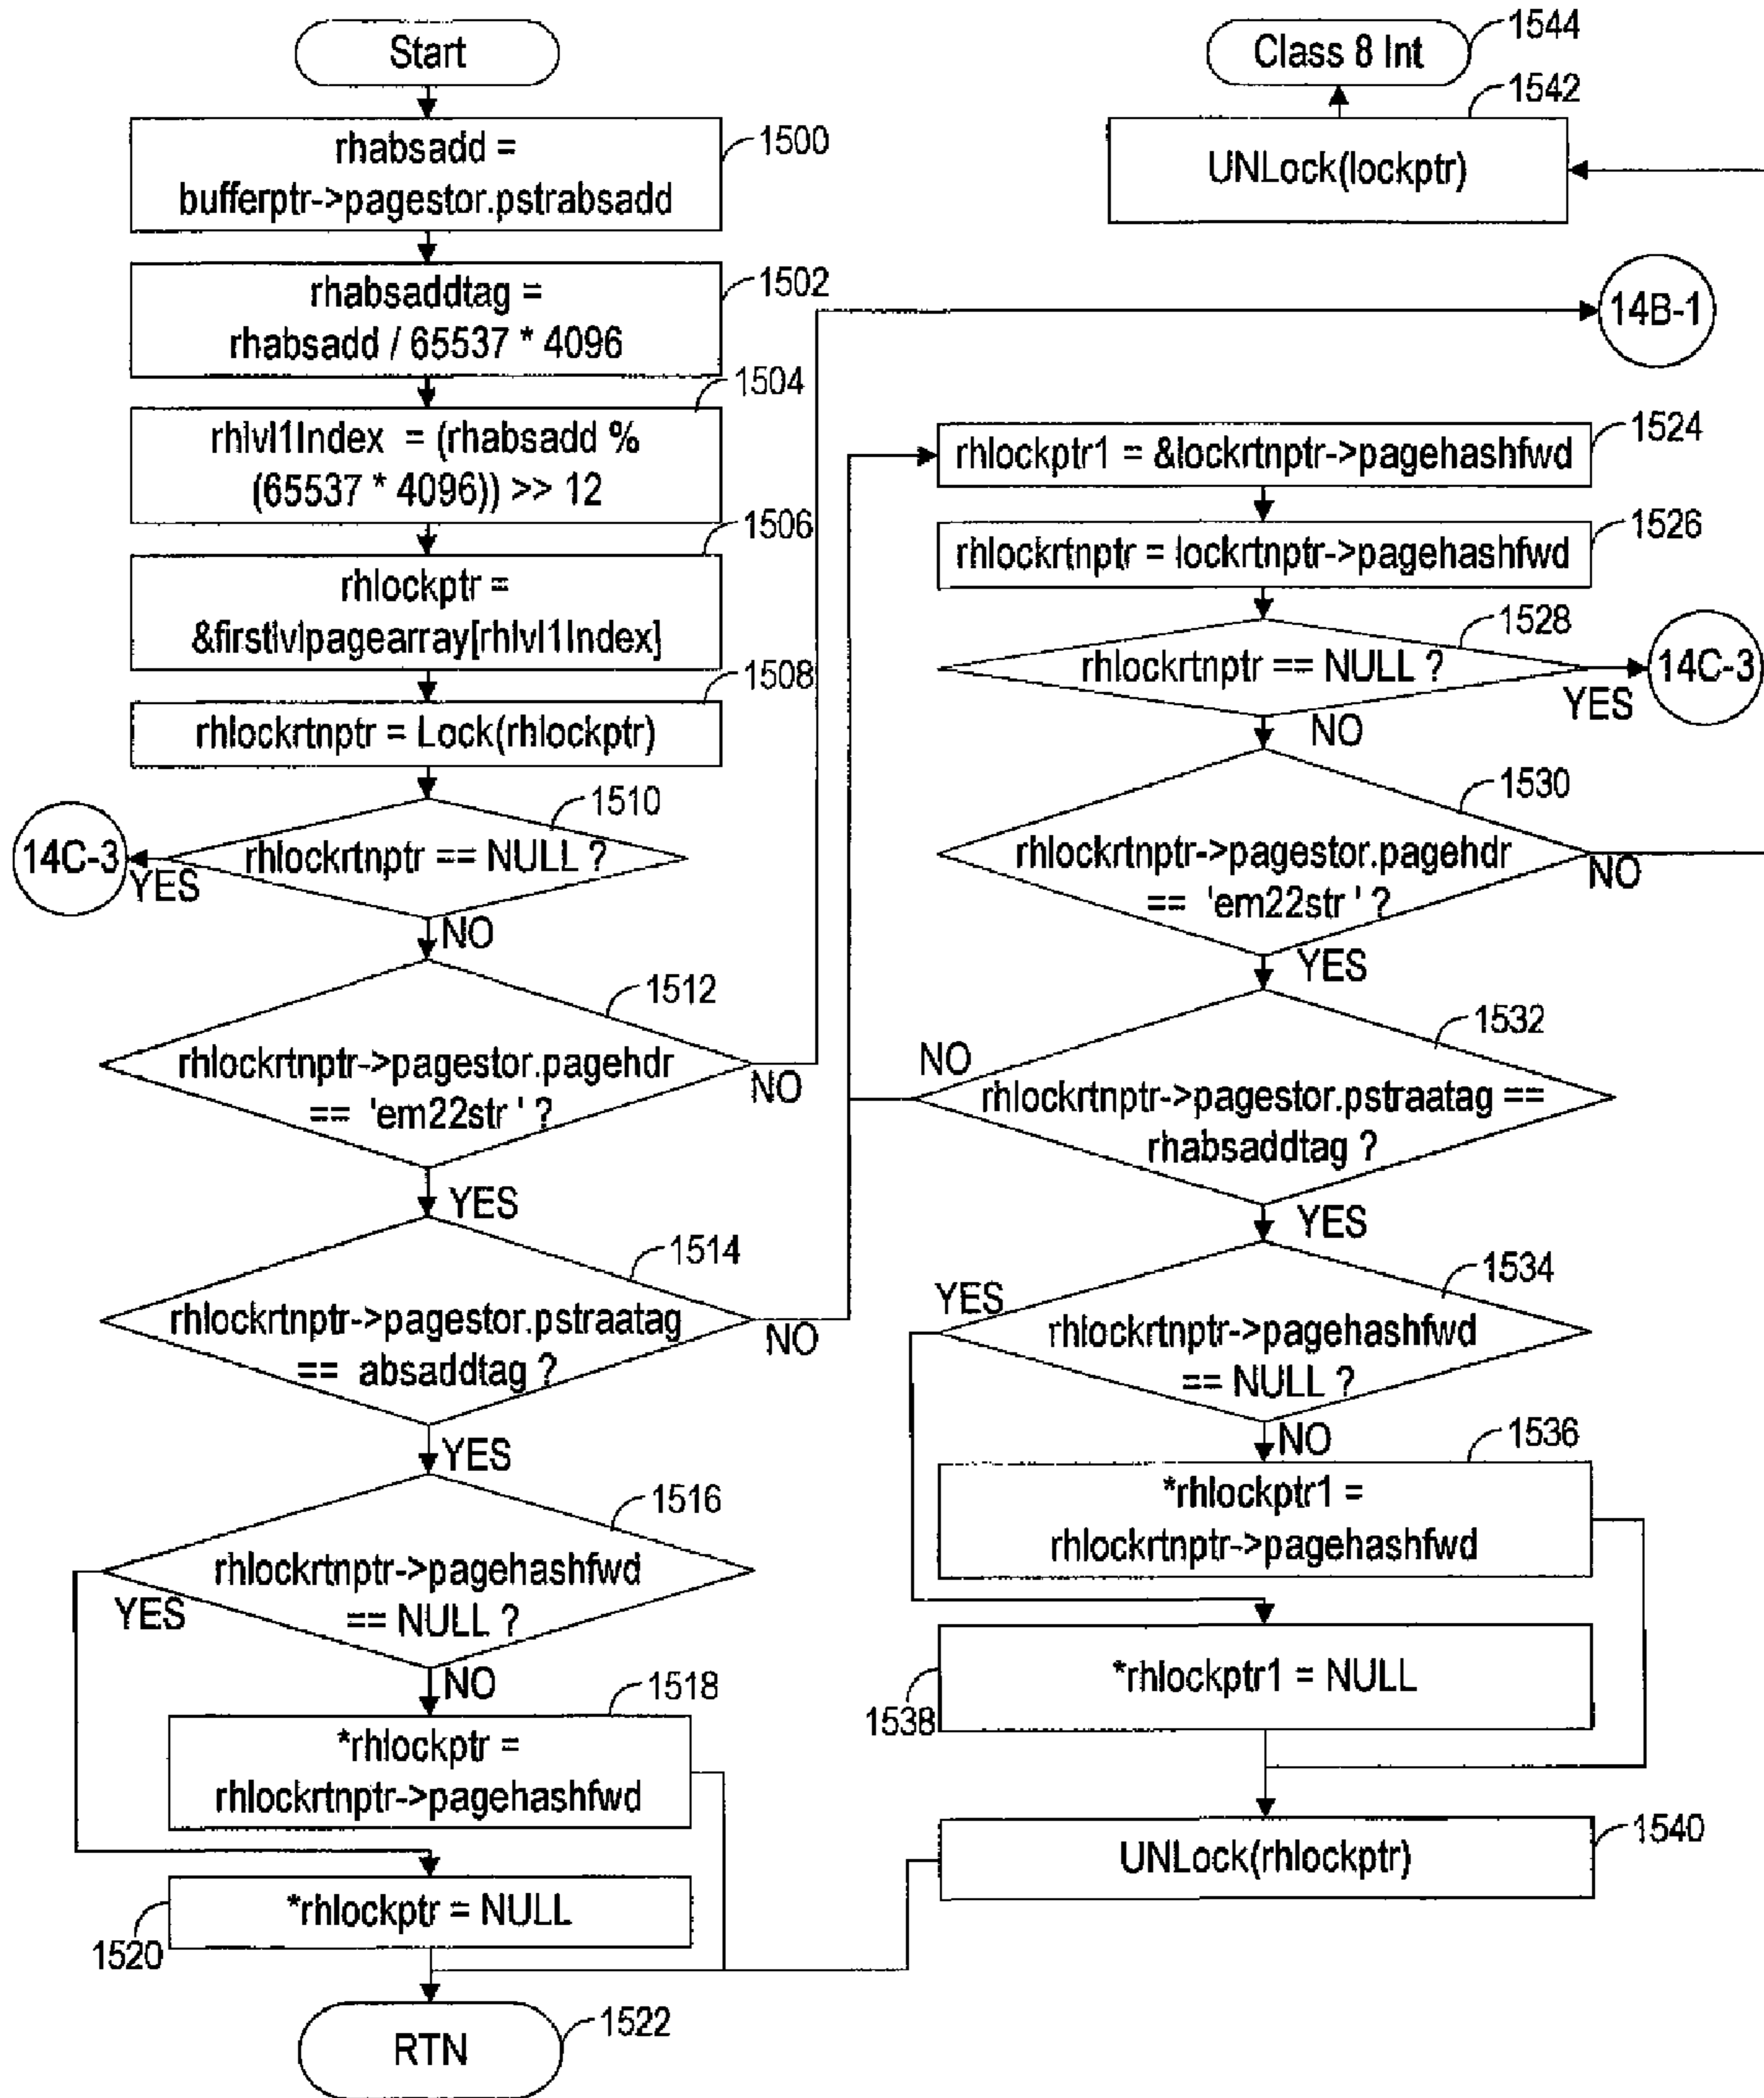 Start
rhabsadd =
bufferptr->pagestor.pstrabsadd
1500
rhabsaddtag =
rhabsadd / 65537 * 4096
1502
rhlvl1Index = (rhabsadd %
(65537 * 4096)) >> 12
1504
rhlockptr =
&firstlvlpagearray[rhlvl1Index]
1506
rhlockrtnptr = Lock(rhlockptr)
1508
rhlockrtnptr == NULL ?
1510
YES
14C-3
NO
rhlockrtnptr->pagestor.pagehdr
== 'em22str ' ?
1512
NO
YES
rhlockrtnptr->pagestor.pstraatag
== absaddtag ?
1514
NO
YES
rhlockrtnptr->pagehashfwd
== NULL ?
1516
YES
NO
*rhlockptr =
rhlockrtnptr->pagehashfwd
1518
*rhlockptr = NULL
1520
RTN
1522
Class 8 Int
1544
UNLock(lockptr)
1542
14B-1
rhlockptr1 = &lockrtnptr->pagehashfwd
1524
rhlockrtnptr = lockrtnptr->pagehashfwd
1526
rhlockrtnptr == NULL ?
1528
YES
14C-3
NO
rhlockrtnptr->pagestor.pagehdr
== 'em22str ' ?
1530
NO
YES
rhlockrtnptr->pagestor.pstraatag ==
rhabsaddtag ?
1532
NO
YES
rhlockrtnptr->pagehashfwd
== NULL ?
1534
YES
NO
*rhlockptr1 =
rhlockrtnptr->pagehashfwd
1536
*rhlockptr1 = NULL
1538
UNLock(rhlockptr)
1540